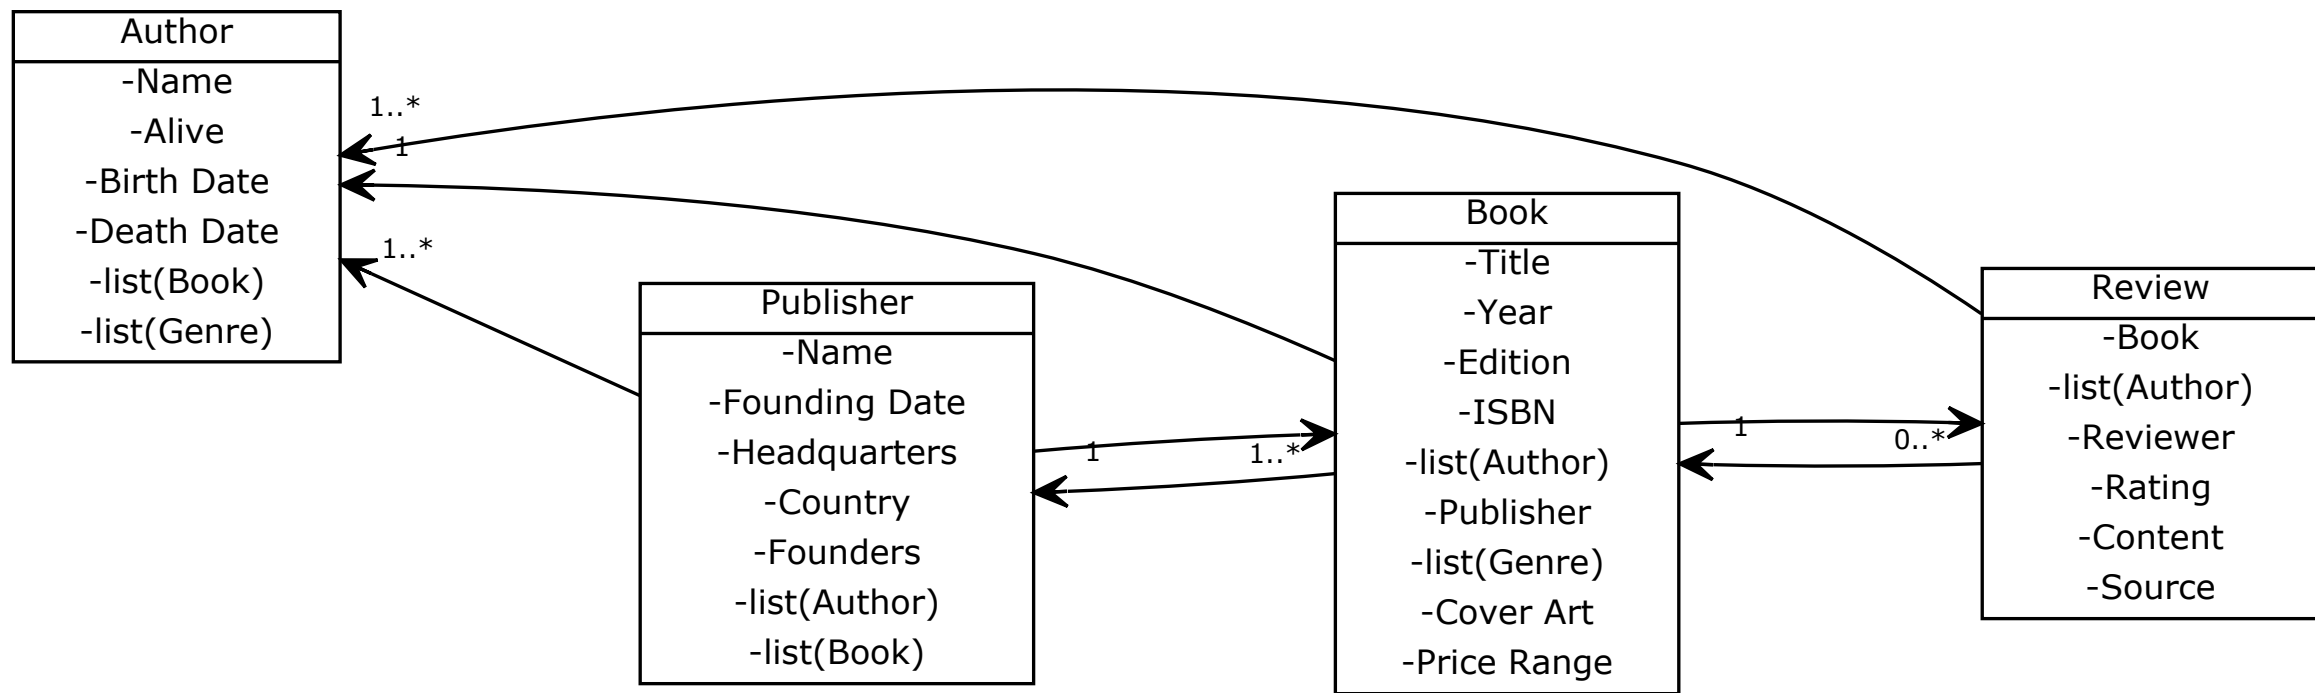 Author
-Name
-Alive
-Birth Date
-Death Date
-list(Book)
-list(Genre)
1..*
1
1..*
Publisher
-Name
-Founding Date
-Headquarters
-Country
-Founders
-list(Author)
-list(Book)
1
1..*
Book
-Title
-Year
-Edition
-ISBN
-list(Author)
-Publisher
-list(Genre)
-Cover Art
-Price Range
1
0..*
Review
-Book
-list(Author)
-Reviewer
-Rating
-Content
-Source